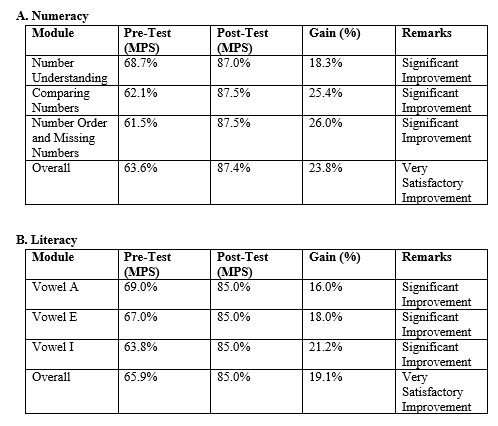 A. Numeracy
Module Pre-Test (MPS) Post-Test (MPS) Gain (%) Remarks
Number Understanding 68.7% 87.0% 18.3% Significant Improvement
Comparing Numbers 62.1% 87.5% 25.4% Significant Improvement
Number Order and Missing Numbers 61.5% 87.5% 26.0% Significant Improvement
Overall 63.6% 87.4% 23.8% Very Satisfactory Improvement
B. Literacy
Module Pre-Test (MPS) Post-Test (MPS) Gain (%) Remarks
Vowel A 69.0% 85.0% 16.0% Significant Improvement
Vowel E 67.0% 85.0% 18.0% Significant Improvement
Vowel I 63.8% 85.0% 21.2% Significant Improvement
Overall 65.9% 85.0% 19.1% Very Satisfactory Improvement